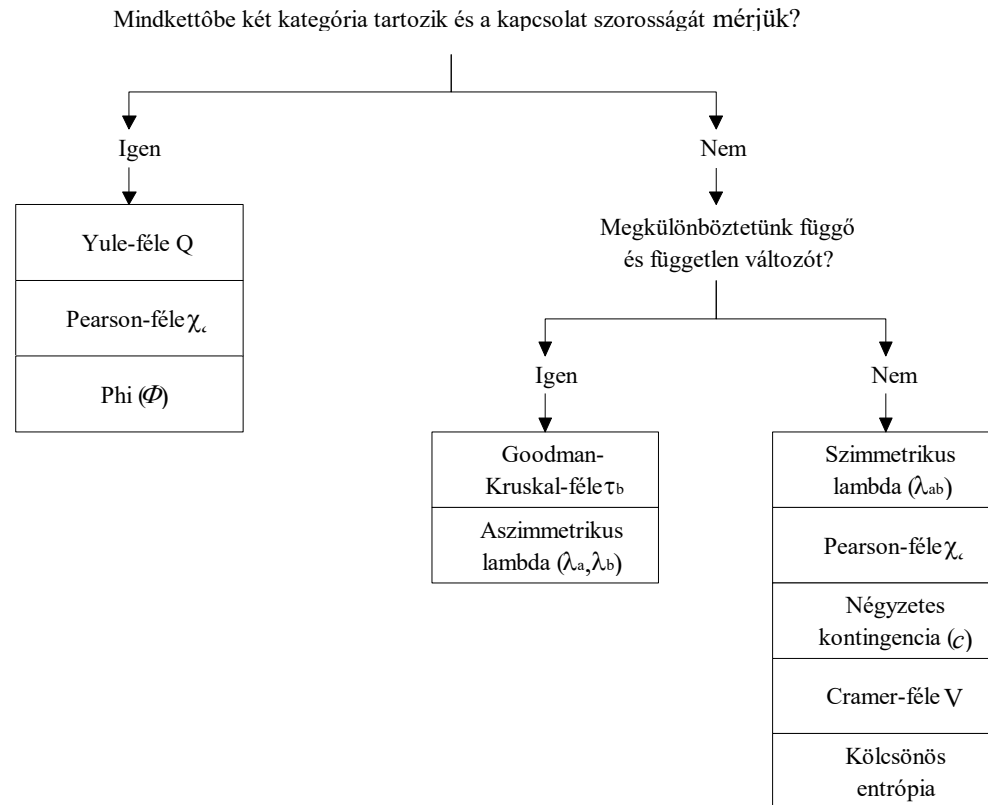 Mindkettôbe két kategória tartozik és a kapcsolat szorosságát mérjük?
Igen
Nem
Yule-féle Q
Pearson-féle χ
Phi (Φ)
Megkülönböztetünk függő
és független változót?
Igen
Nem
Goodman-
Kruskal-féle τb
Aszimmetrikus
lambda (λa,λb)
Szimmetrikus
lambda (λab)
Pearson-féle χ
Négyzetes
kontingencia (c)
Cramer-féle V
Kölcsönös
entrópia